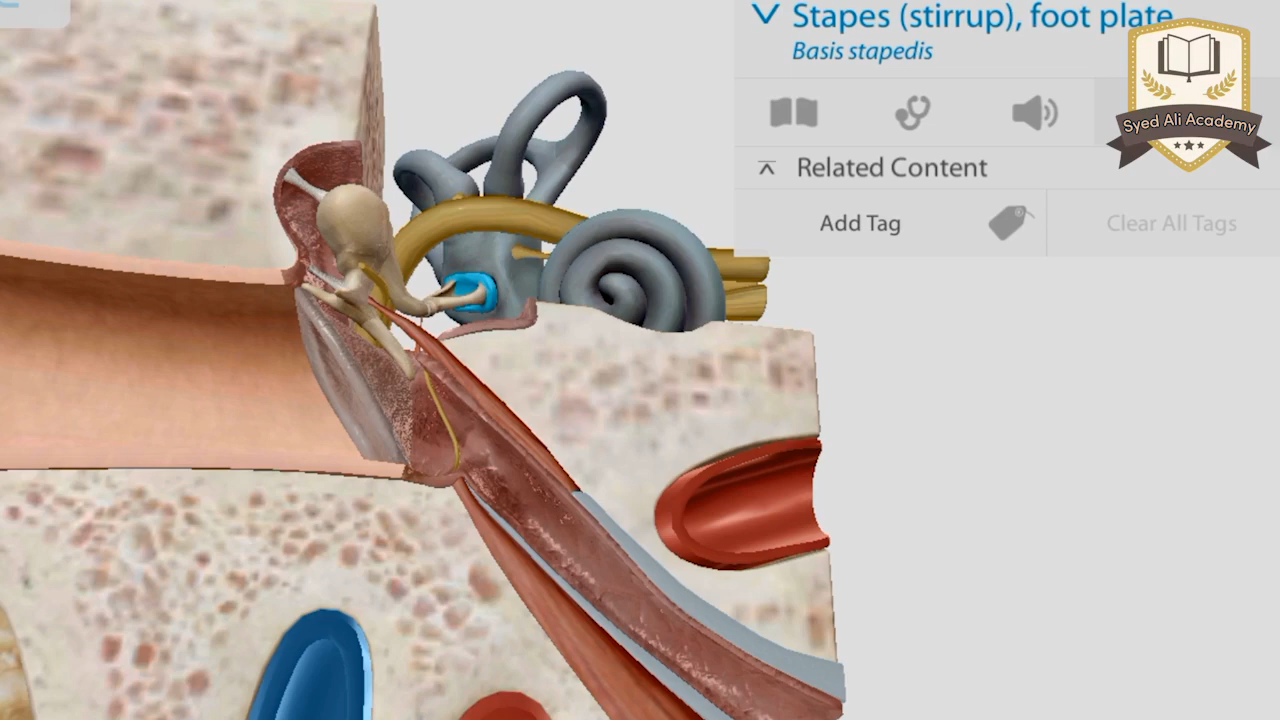 Stapes (stirrup), foot plate
Basis stapedis
Syed Ali Academy
Related Content
Add Tag
Clear All Tags